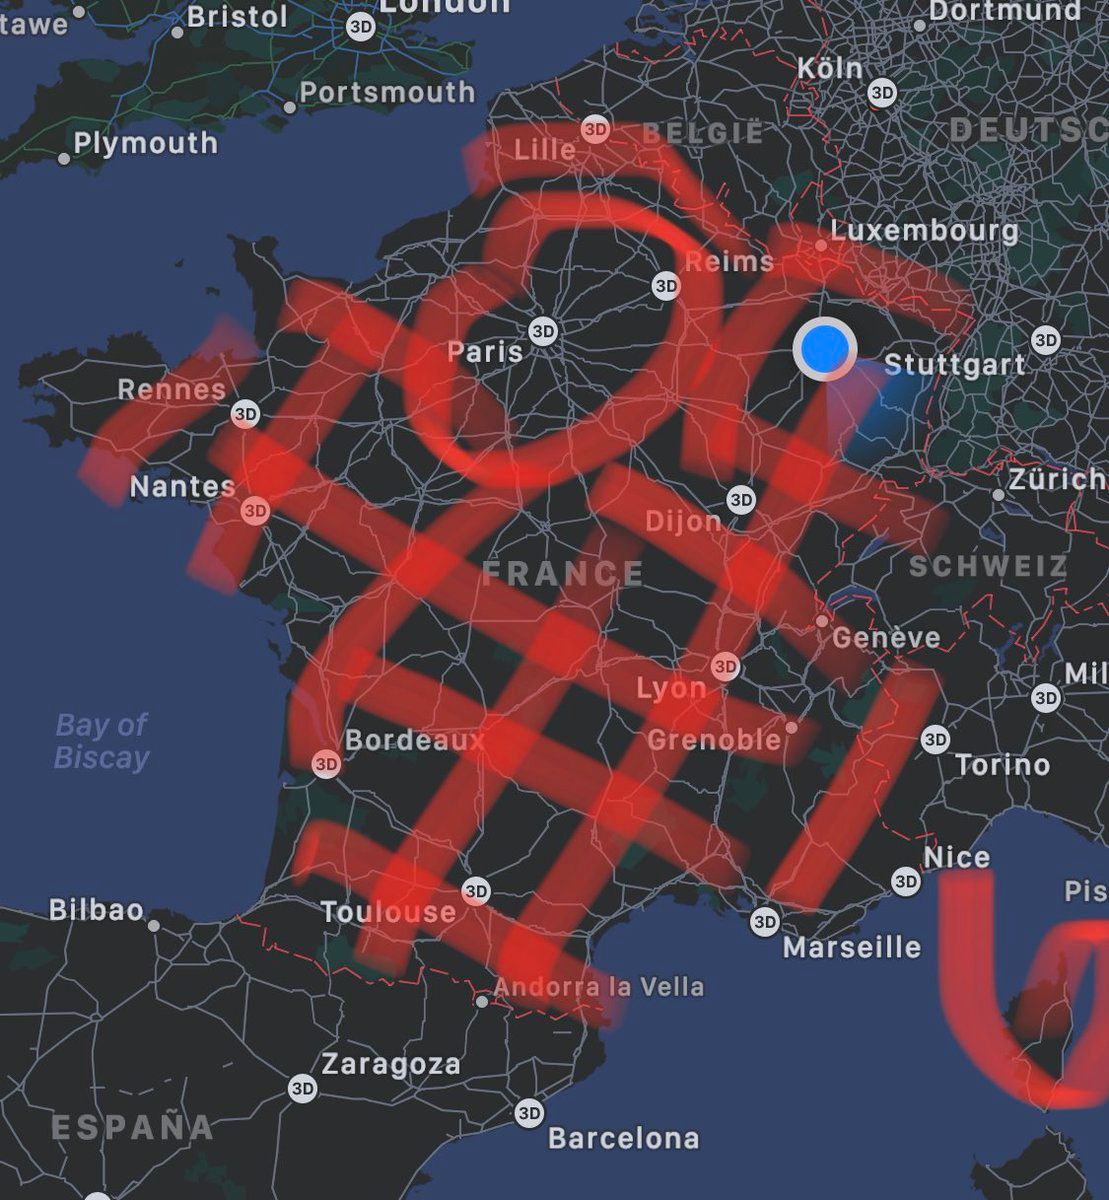 London
Bristol
Dortmund
tawe
3D
Köln
3D
Portsmouth
3D
BELGIË
DEUTSC
Plymouth
Lille
Luxembourg
Reims
3D
3D
3D
Paris
Stuttgart
Rennes
3D
Nantes
Zürich
3D
3D
Dijon
FRANCE
SCHWEIZ
Genève
3D
Lyon
Mil
3D
Bay of
Biscay
Bordeaux
Grenoble
3D
3D
Torino
Nice
3D
3D
Pis
Bilbao
Toulouse
3D
Marseille
Andorra la Vella
Zaragoza
3D
3D
ESPAÑA
Barcelona